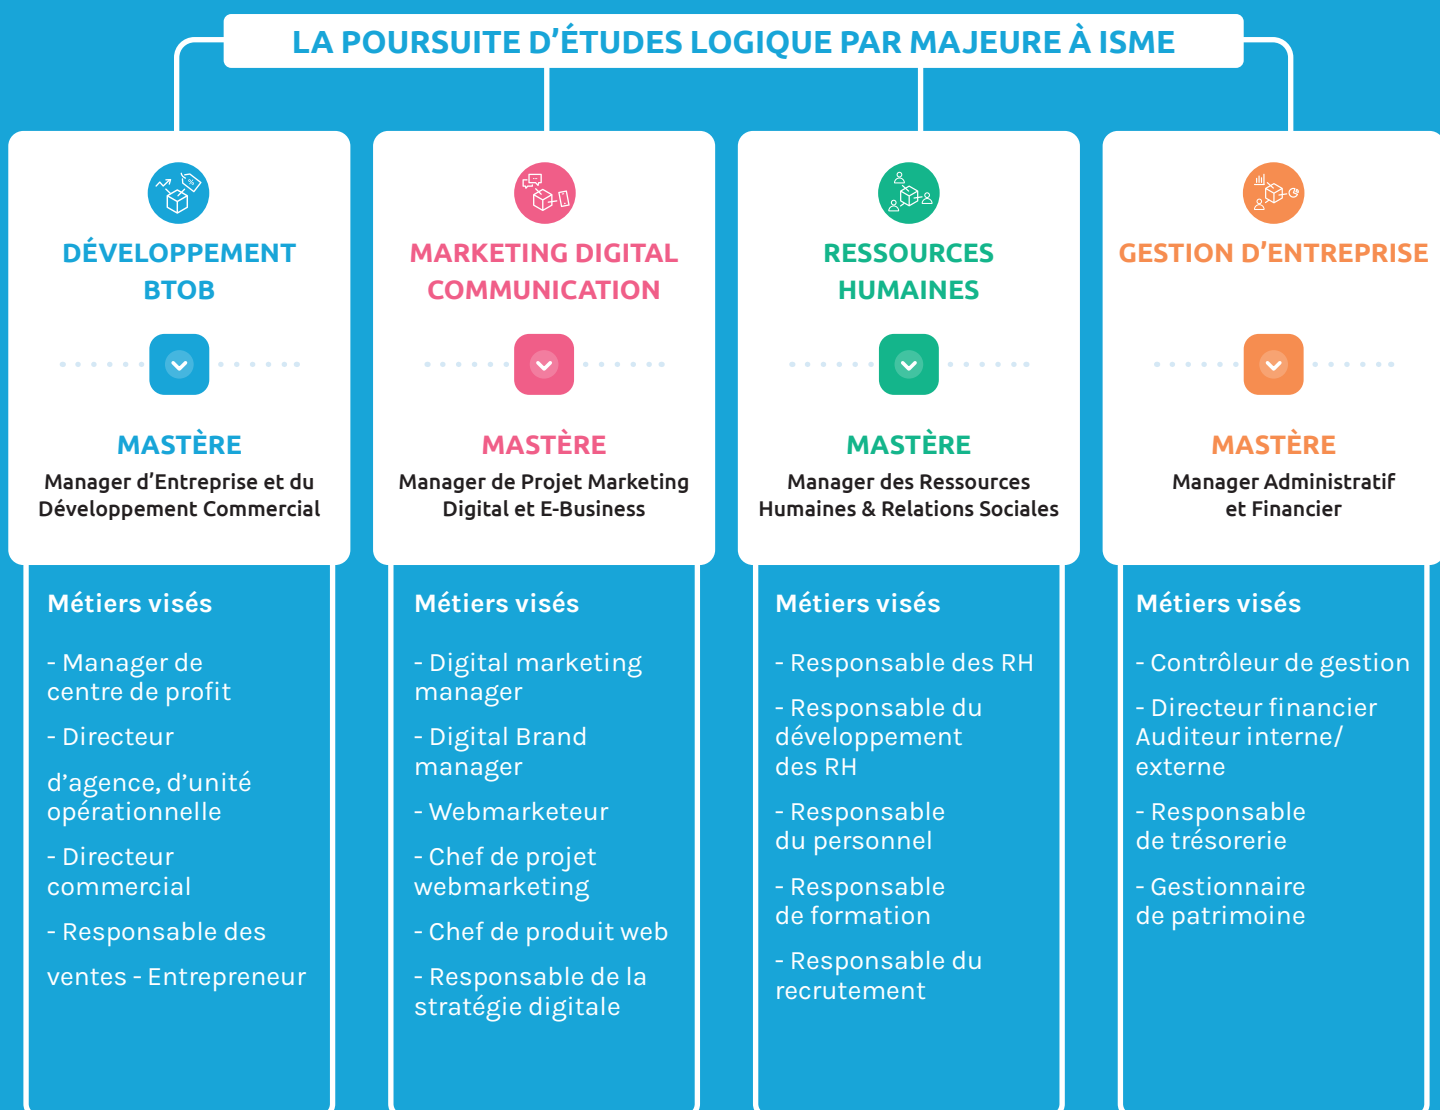 LA POURSUITE D’ÉTUDES LOGIQUE PAR MAJEURE À ISME
DÉVELOPPEMENT
BTOB
MASTÈRE
Manager d’Entreprise et du
Développement Commercial
Métiers visés
- Manager de
centre de profit
- Directeur
d’agence, d’unité
opérationnelle
- Directeur
commercial
- Responsable des
ventes - Entrepreneur
MARKETING DIGITAL
COMMUNICATION
MASTÈRE
Manager de Projet Marketing
Digital et E-Business
Métiers visés
- Digital marketing
manager
- Digital Brand
manager
- Webmarketeur
- Chef de projet
webmarketing
- Chef de produit web
- Responsable de la
stratégie digitale
RESSOURCES
HUMAINES
MASTÈRE
Manager des Ressources
Humaines & Relations Sociales
Métiers visés
- Responsable des RH
- Responsable du
développement
des RH
- Responsable
du personnel
- Responsable
de formation
- Responsable du
recrutement
GESTION D’ENTREPRISE
MASTÈRE
Manager Administratif
et Financier
Métiers visés
- Contrôleur de gestion
- Directeur financier
Auditeur interne/
externe
- Responsable
de trésorerie
- Gestionnaire
de patrimoine